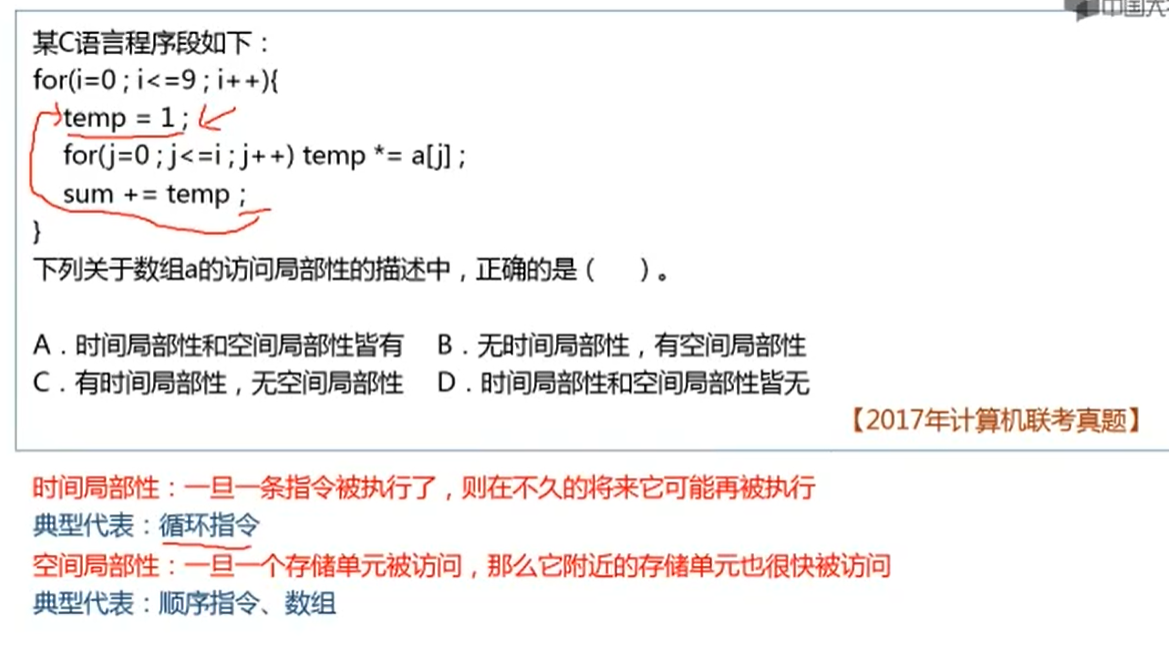 中国大
某C语言程序段如下：
for(i=0 ; i<=9 ; i++){
temp = 1 ;
for(j=0 ; j<=i ; j++) temp *= a[j] ;
sum += temp ;
}
下列关于数组a的访问局部性的描述中，正确的是（ ）。
A．时间局部性和空间局部性皆有 B．无时间局部性，有空间局部性
C．有时间局部性，无空间局部性 D．时间局部性和空间局部性皆无
【2017年计算机联考真题】
时间局部性：一旦一条指令被执行了，则在不久的将来它可能再被执行
典型代表：循环指令
空间局部性：一旦一个存储单元被访问，那么它附近的存储单元也很快被访问
典型代表：顺序指令、数组